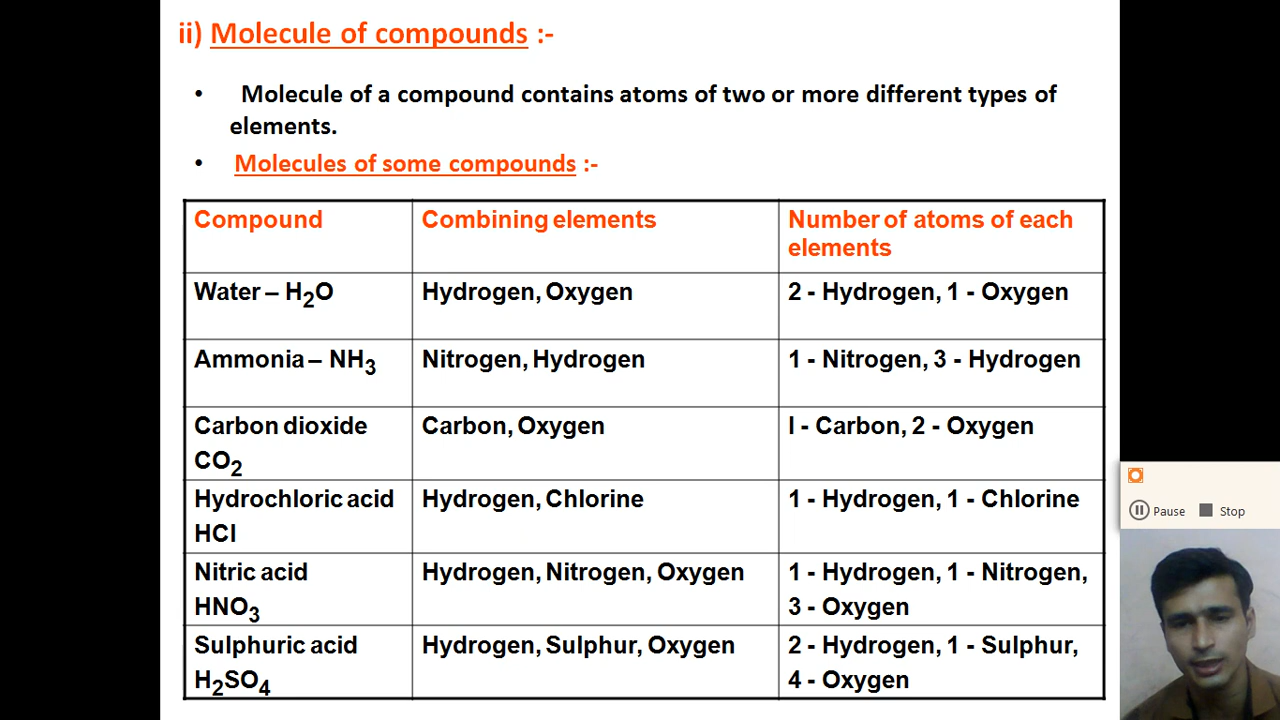 ii) Molecule of compounds :-
• Molecule of a compound contains atoms of two or more different types of
elements.
• Molecules of some compounds :-
Compound Combining elements Number of atoms of each
elements
Water – H₂O Hydrogen, Oxygen 2 - Hydrogen, 1 - Oxygen
Ammonia – NH₃ Nitrogen, Hydrogen 1 - Nitrogen, 3 - Hydrogen
Carbon dioxide Carbon, Oxygen I - Carbon, 2 - Oxygen
CO₂
Hydrochloric acid Hydrogen, Chlorine 1 - Hydrogen, 1 - Chlorine
HCl
Nitric acid Hydrogen, Nitrogen, Oxygen 1 - Hydrogen, 1 - Nitrogen,
HNO₃ 3 - Oxygen
Sulphuric acid Hydrogen, Sulphur, Oxygen 2 - Hydrogen, 1 - Sulphur,
H₂SO₄ 4 - Oxygen
Pause Stop